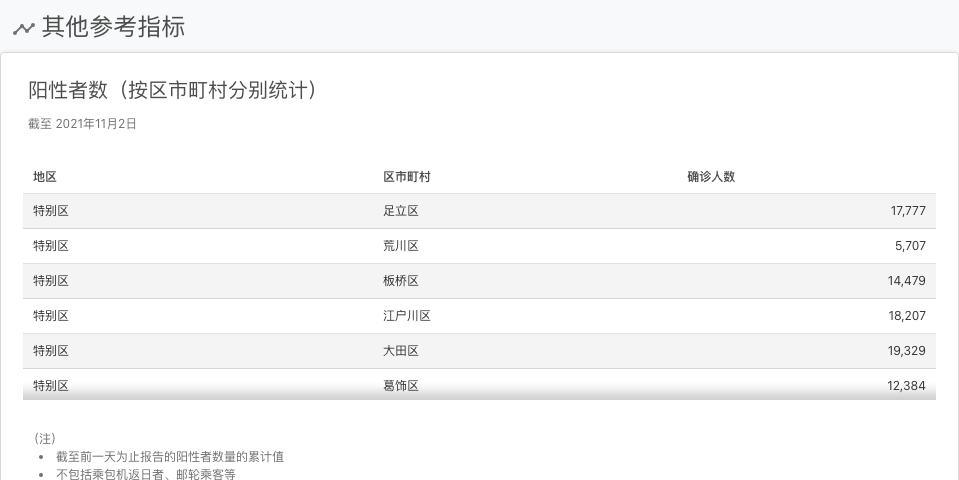 其他参考指标
阳性者数（按区市町村分别统计）
截至 2021年11月2日
地区 区市町村 确诊人数
特别区 足立区 17,777
特别区 荒川区 5,707
特别区 板桥区 14,479
特别区 江户川区 18,207
特别区 大田区 19,329
特别区 葛饰区 12,384
（注）
• 截至前一天为止报告的阳性者数量的累计值
• 不包括乘包机返日者、邮轮乘客等